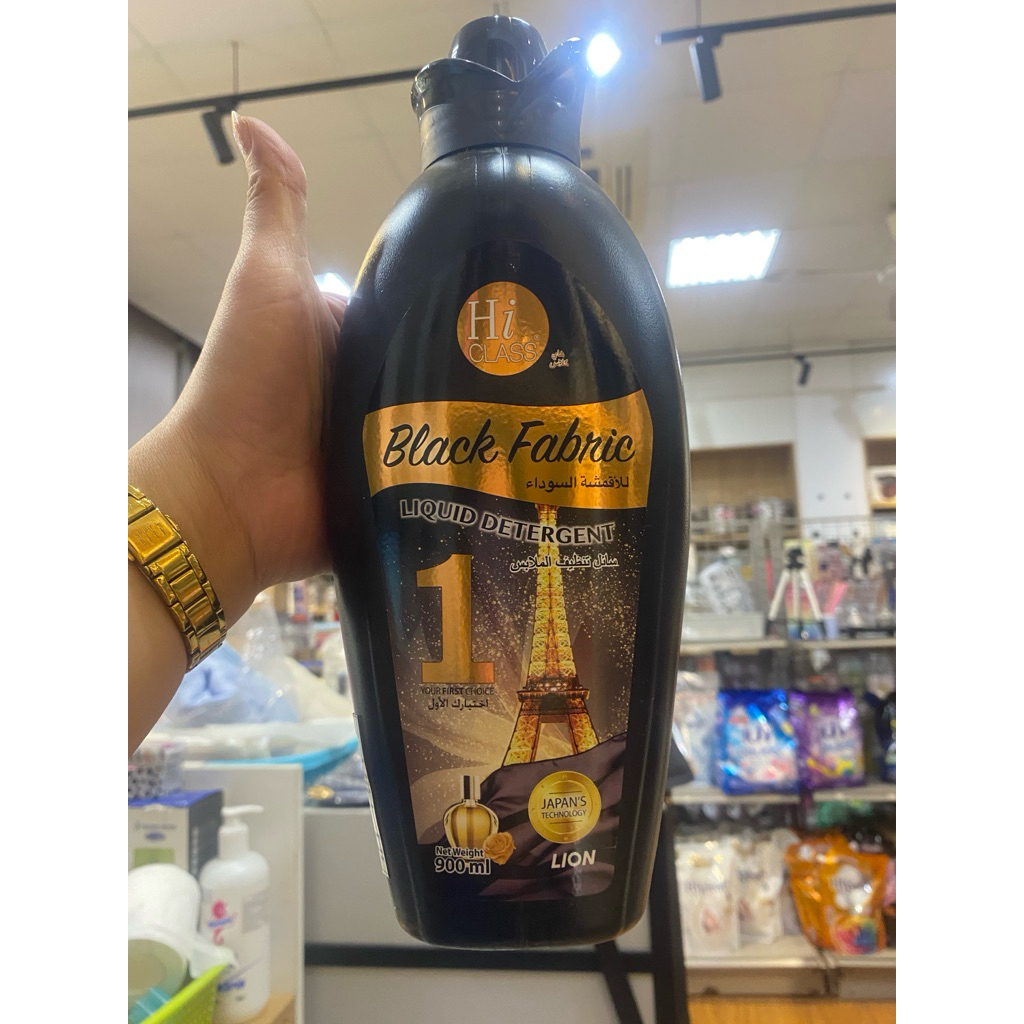 Hi
CLASS
هاي
كلاس
Black Fabric
للأقمشة السوداء
LIQUID DETERGENT
سائل تنظيف الملابس
1
YOUR FIRST CHOICE
اختيارك الأول
JAPAN'S
TECHNOLOGY
Net Weight
900 ml
LION